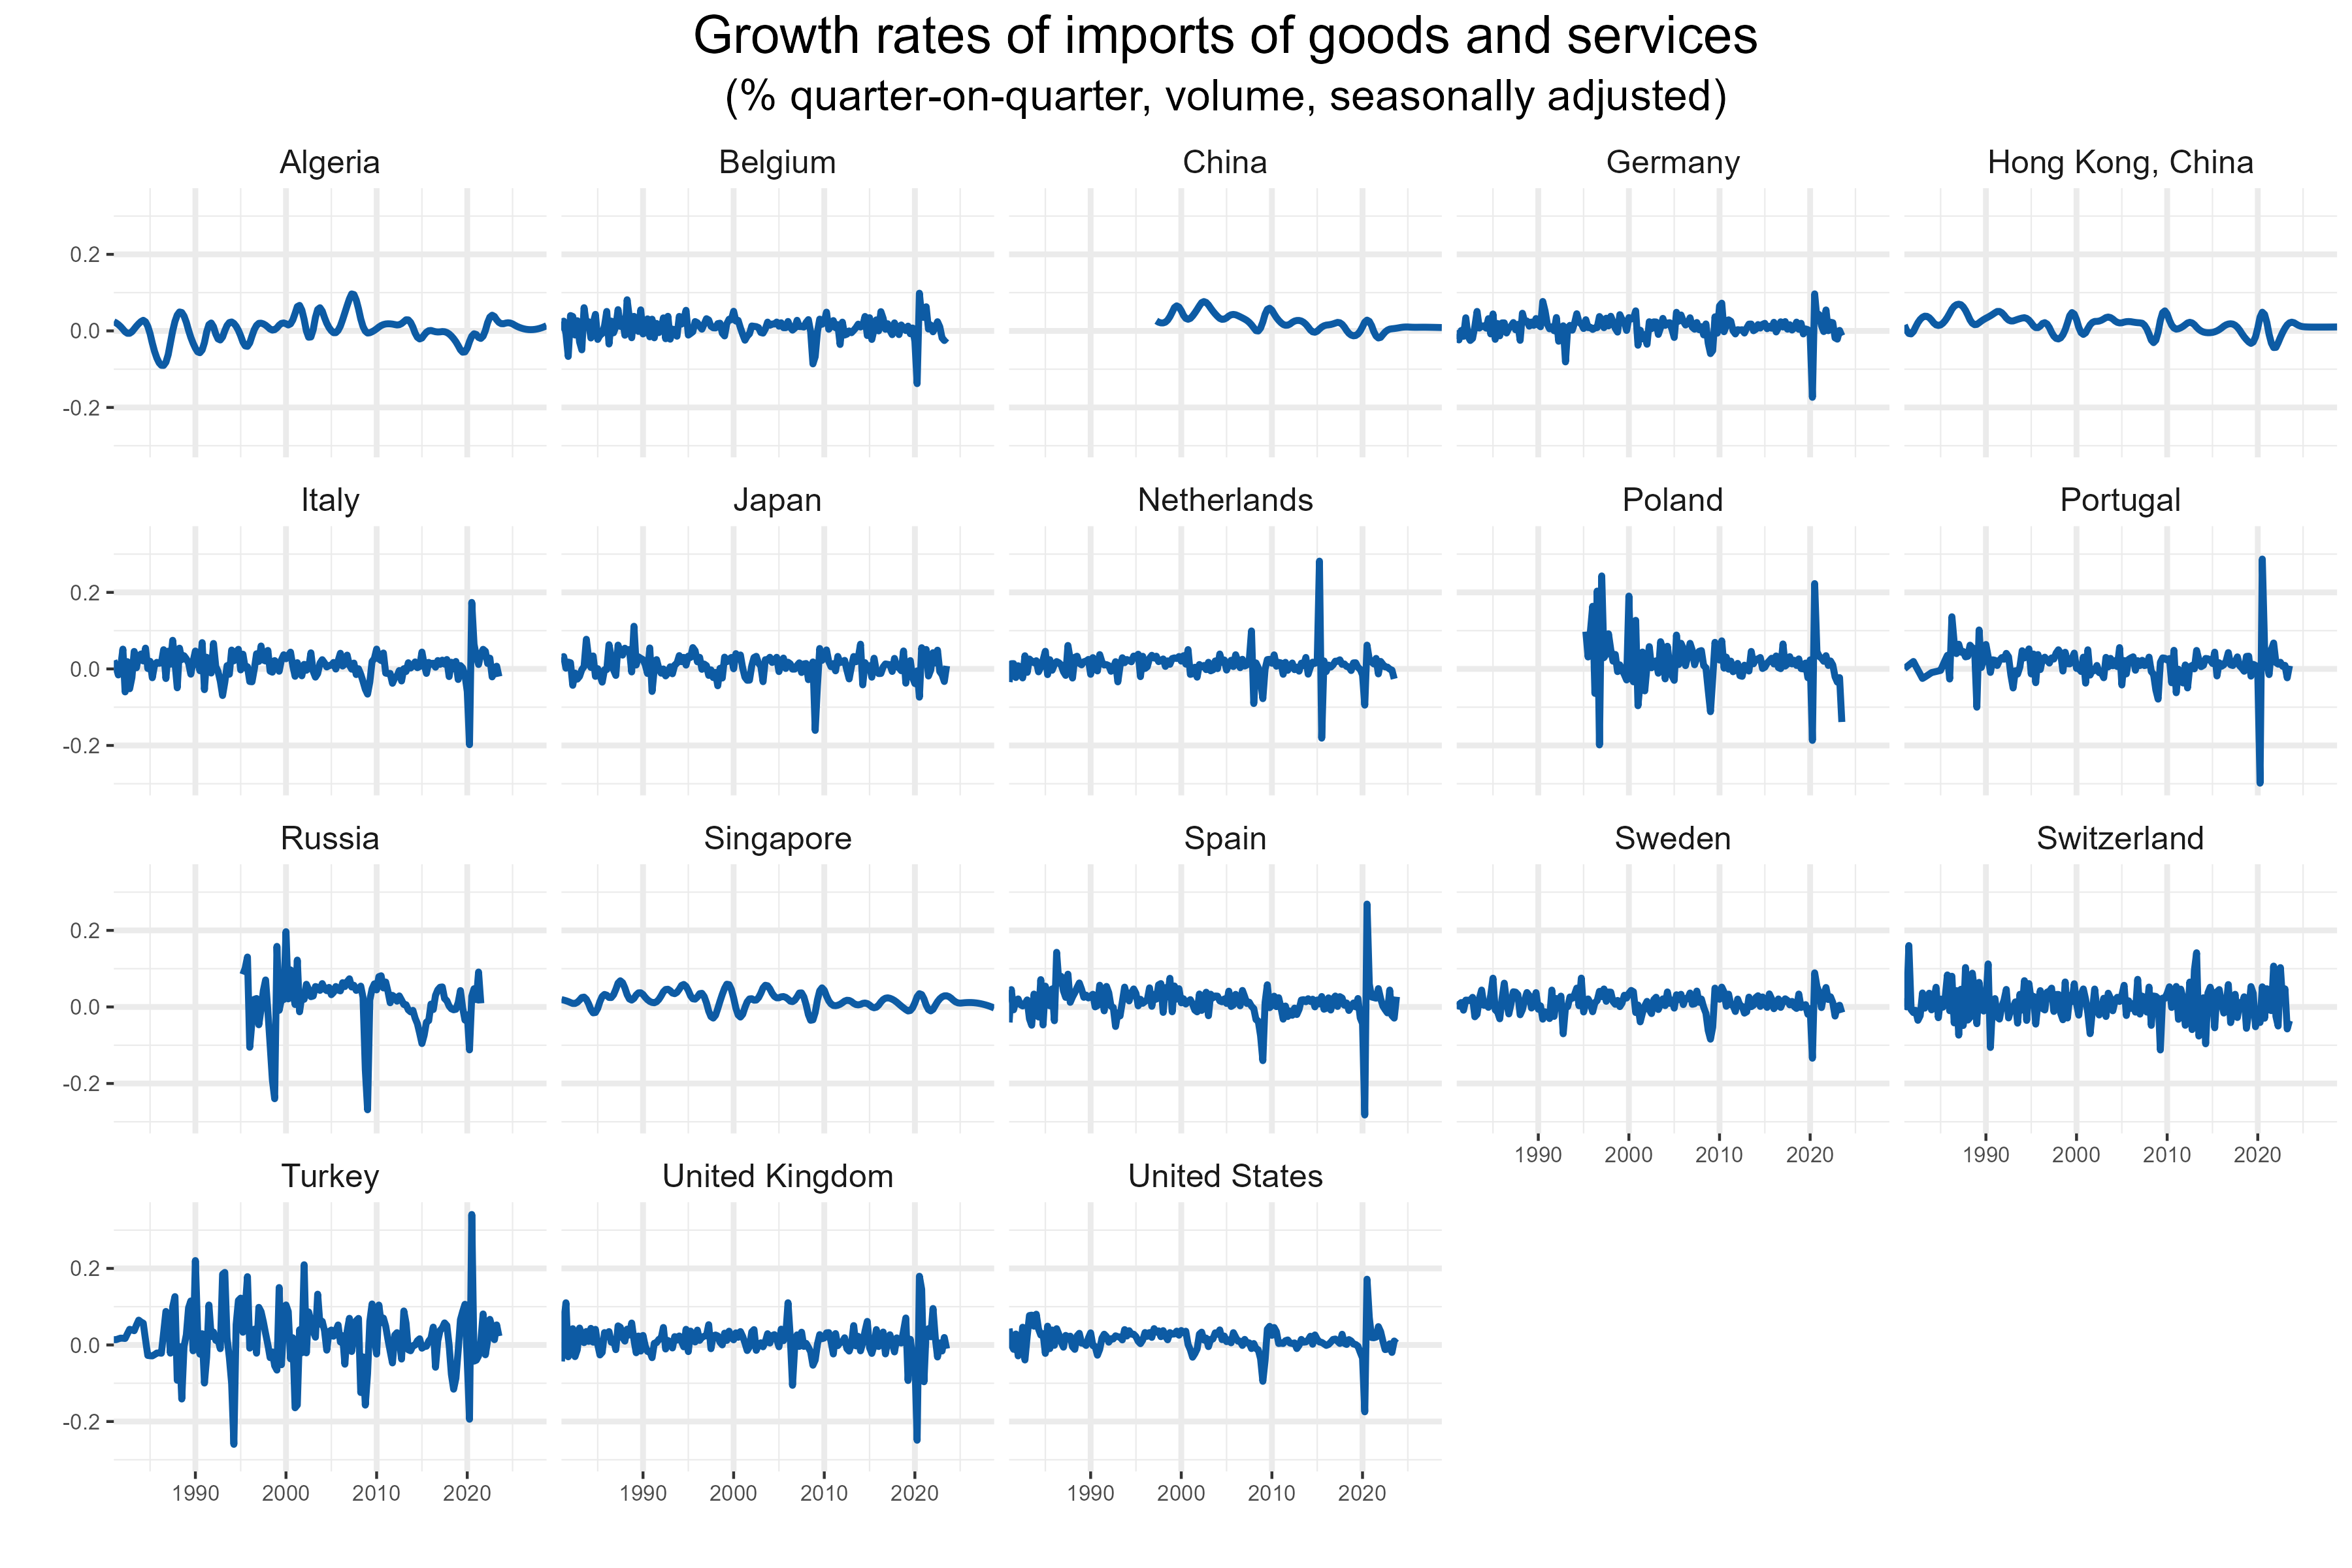 Growth rates of imports of goods and services
(% quarter-on-quarter, volume, seasonally adjusted)
Algeria Belgium China Germany Hong Kong, China
0.2
0.0
-0.2
Italy Japan Netherlands Poland Portugal
0.2
0.0
-0.2
Russia Singapore Spain Sweden Switzerland
0.2
0.0
-0.2
1990 2000 2010 2020 1990 2000 2010 2020
Turkey United Kingdom United States
0.2
0.0
-0.2
1990 2000 2010 2020 1990 2000 2010 2020 1990 2000 2010 2020